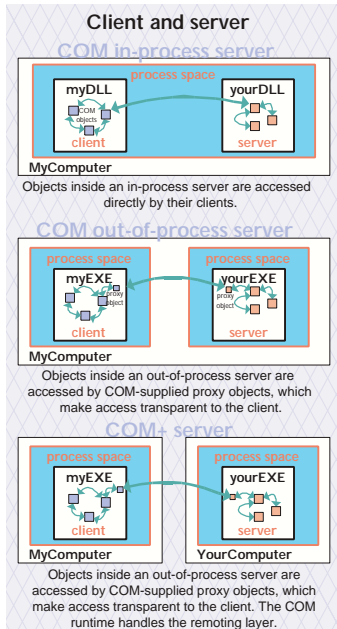 Client and server
COM in-process server
process space
myDLL yourDLL
COM
objects
client server
MyComputer
Objects inside an in-process server are accessed
directly by their clients.
COM out-of-process server
process space process space
myEXE yourEXE
proxy
object
proxy
object
client server
MyComputer
Objects inside an out-of-process server are
accessed by COM-supplied proxy objects, which
make access transparent to the client.
COM+ server
process space process space
myEXE yourEXE
client server
MyComputer YourComputer
Objects inside an out-of-process server are
accessed by COM-supplied proxy objects, which
make access transparent to the client. The COM
runtime handles the remoting layer.